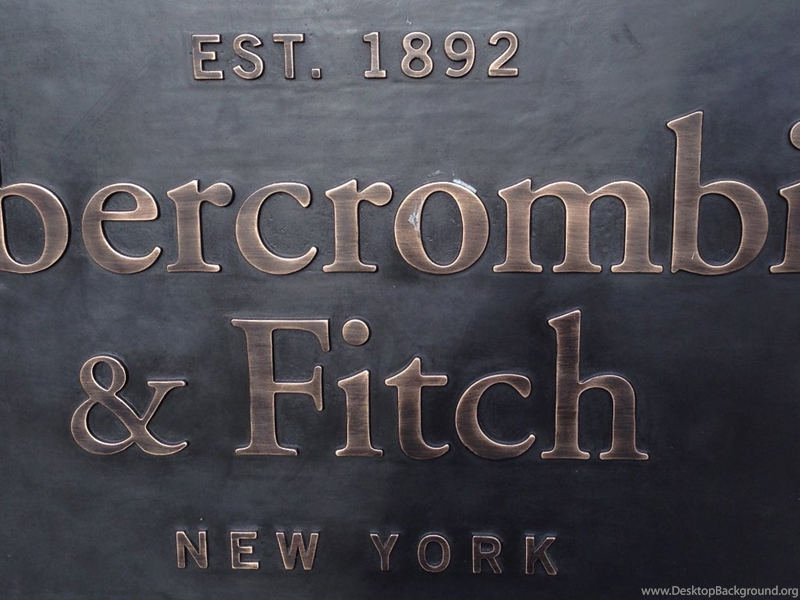 EST. 1892
bercrombi
& Fitch
NEW YORK
www.DesktopBackground.org